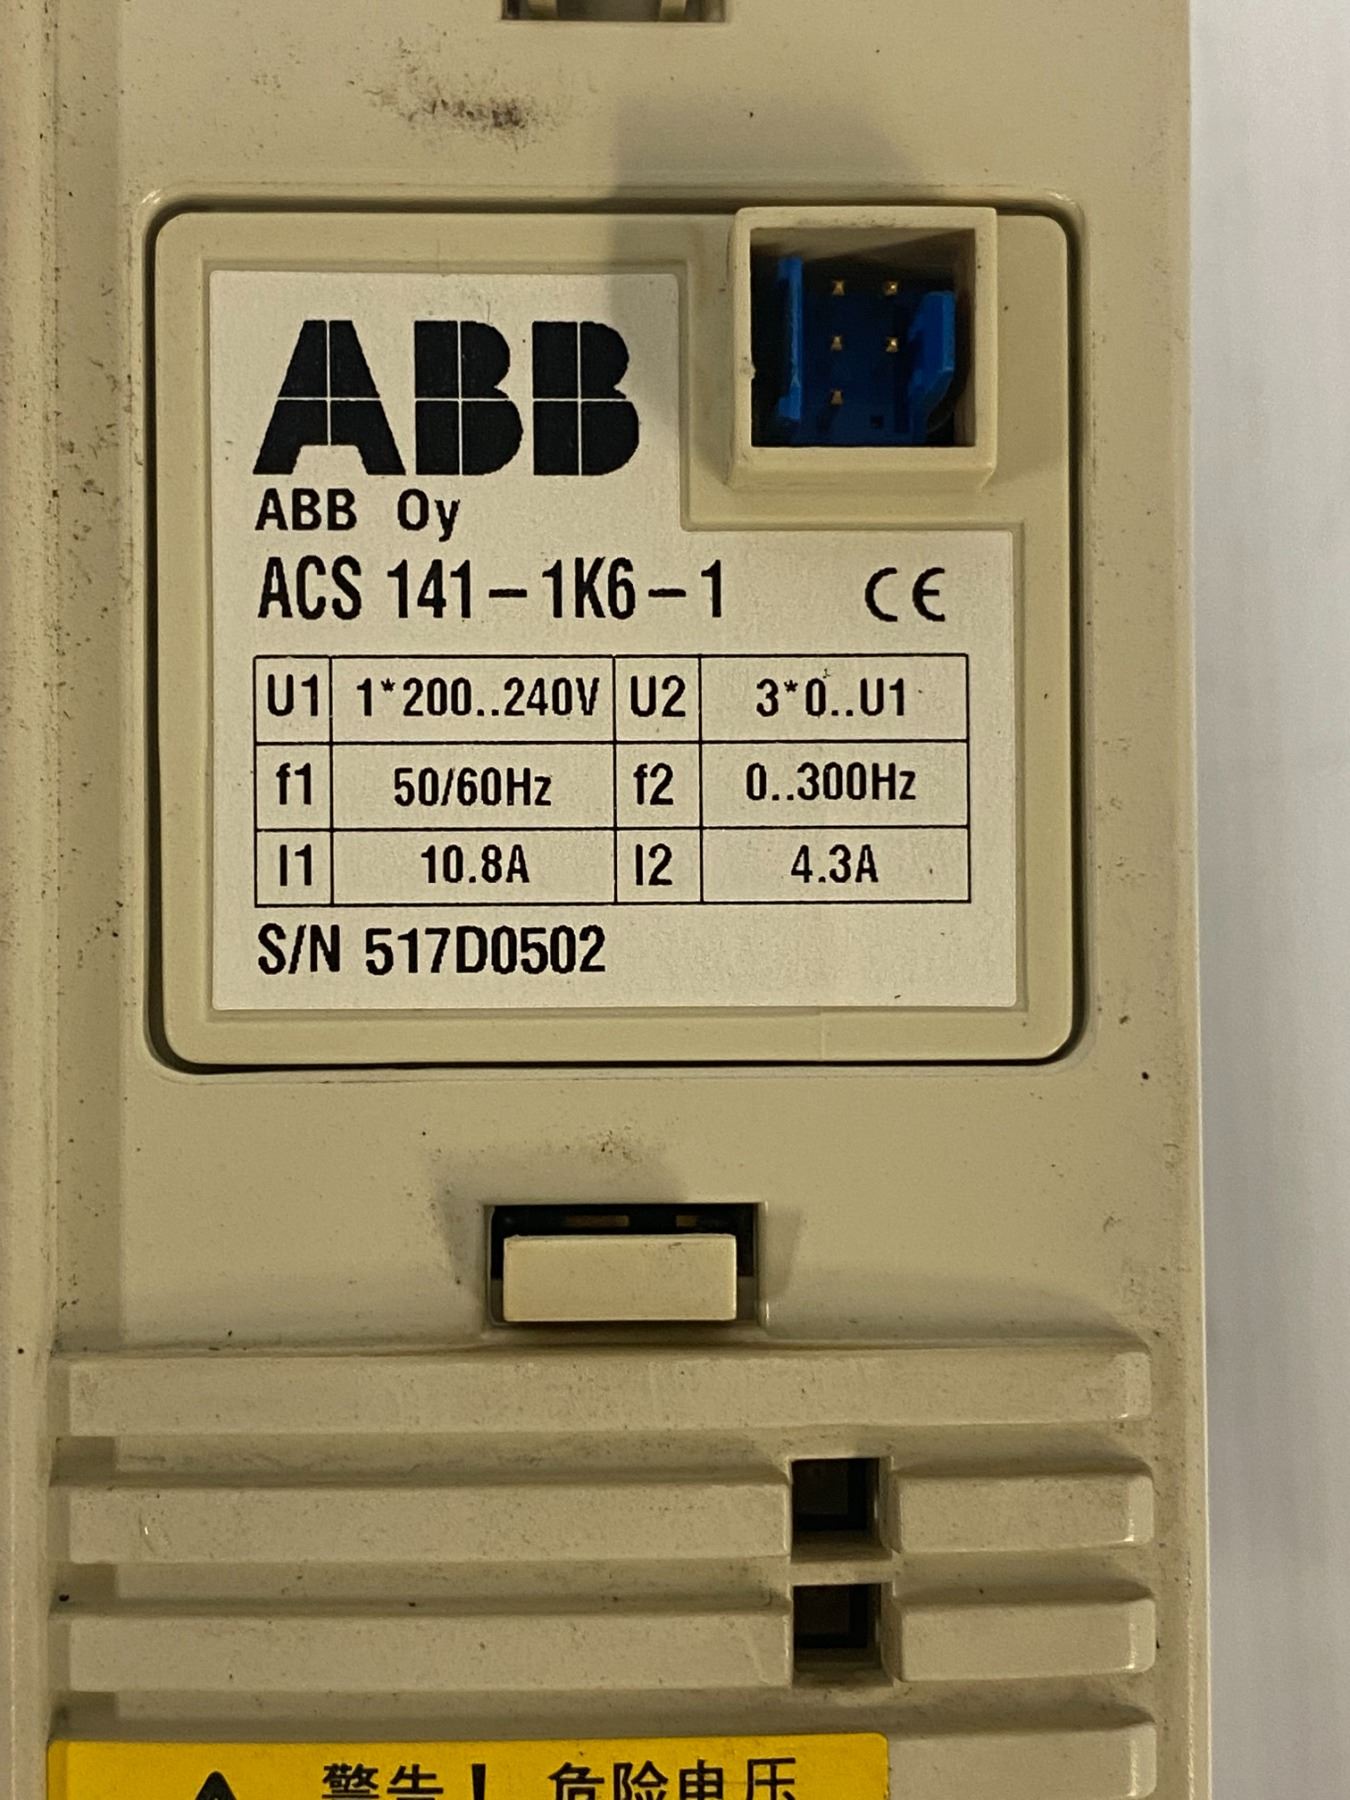 ABB
ABB Oy
ACS 141-1K6-1 CE
U1 1*200..240V U2 3*0..U1
f1 50/60Hz f2 0..300Hz
I1 10.8A I2 4.3A
S/N 517D0502
警告! 危险电压